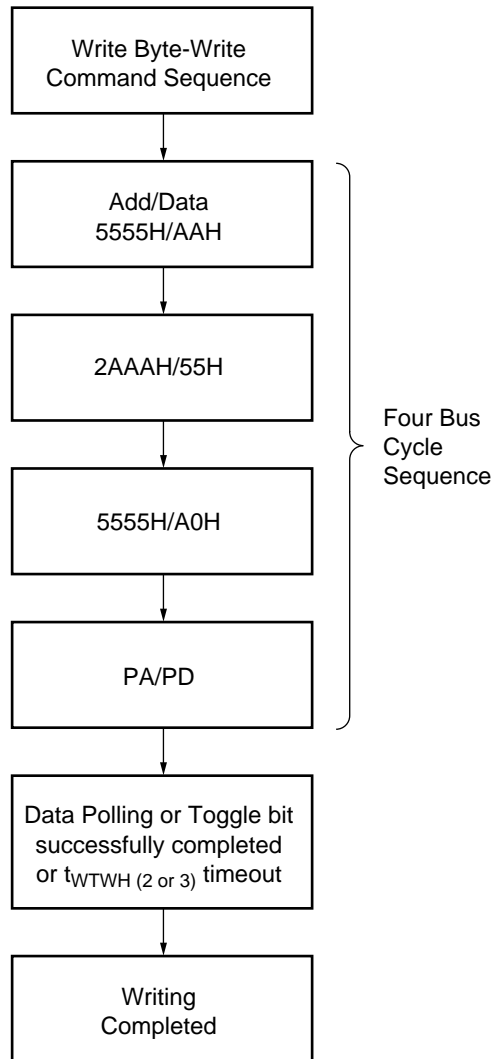 Write Byte-Write
Command Sequence
Add/Data
5555H/AAH
2AAAH/55H
5555H/A0H
PA/PD
Four Bus
Cycle
Sequence
Data Polling or Toggle bit
successfully completed
or tWTWH (2 or 3) timeout
Writing
Completed